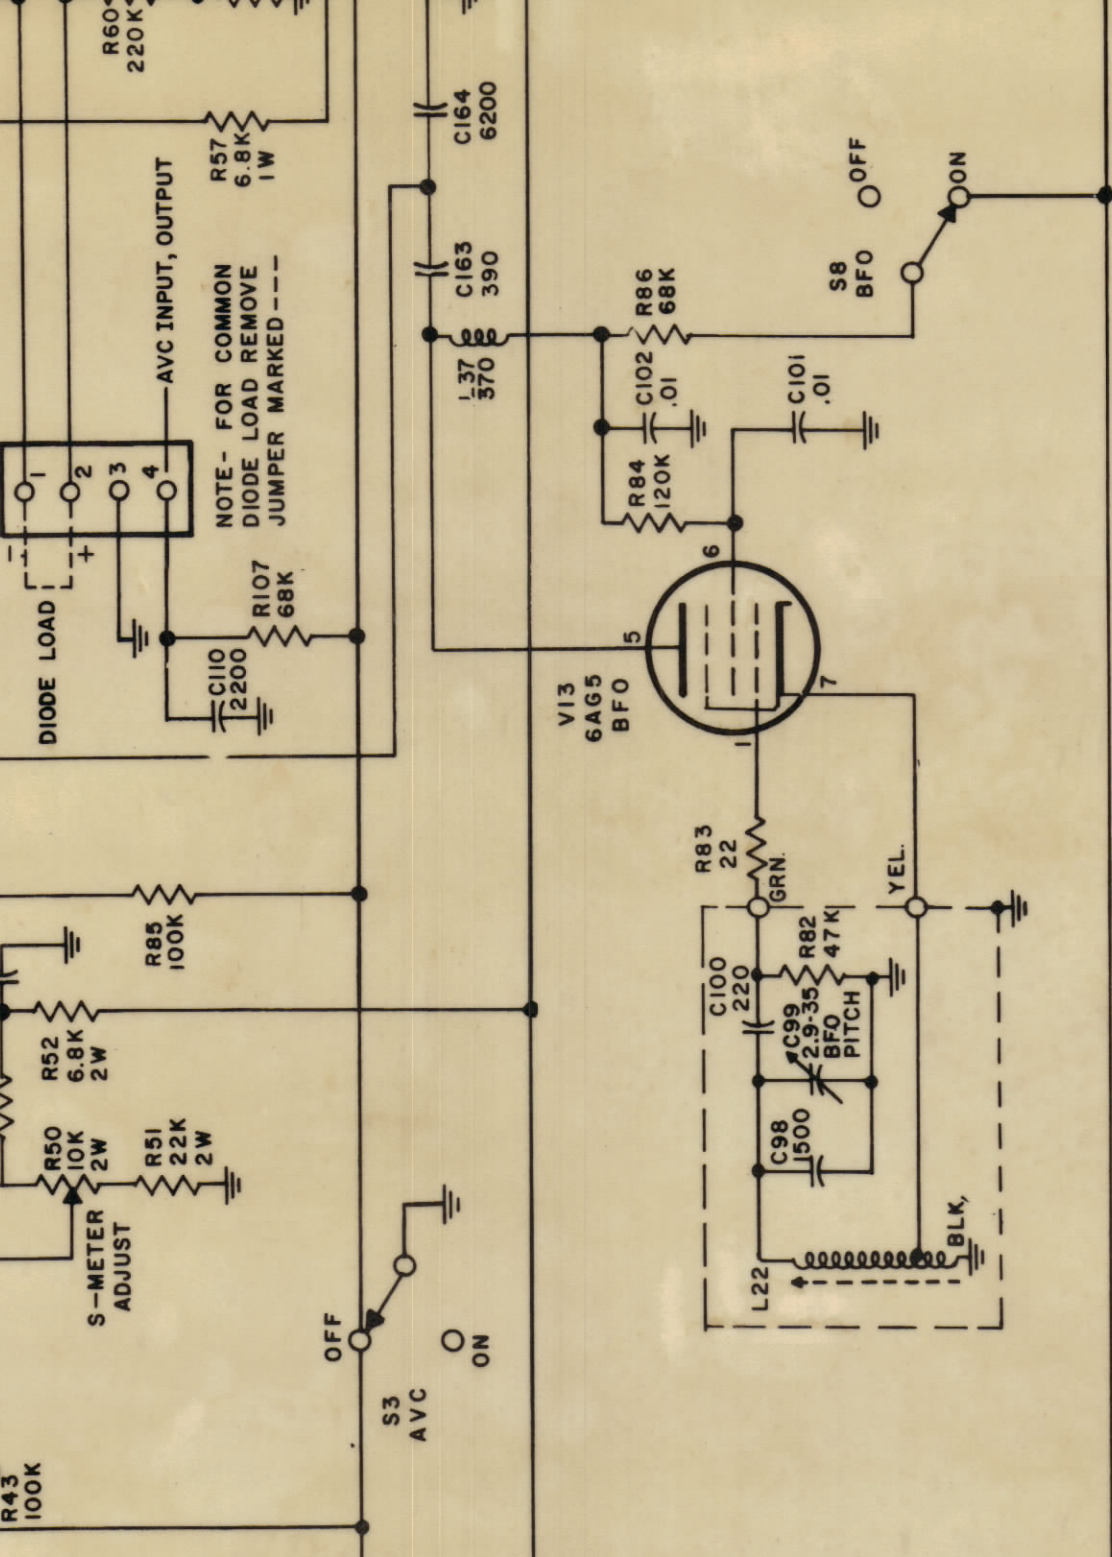 R60
220K
R57
6.8K
1W
C164
6200
AVC INPUT, OUTPUT
OFF
ON
S8
BFO
C163
390
R86
68K
NOTE- FOR COMMON
DIODE LOAD REMOVE
JUMPER MARKED---
370
C102
.01
C101
.01
1
2
3
4
-
+
R84
120K
6
DIODE LOAD
R107
68K
C110
2200
5
V13
6AG5
BFO
7
1
R83
22
GRN.
YEL.
R85
100K
R82
47K
C100
220
C99
2.9-35
BFO
PITCH
R52
6.8K
2W
R50
10K
2W
R51
22K
2W
C98
1500
S-METER
ADJUST
BLK,
L22
OFF
ON
S3
AVC
R43
100K